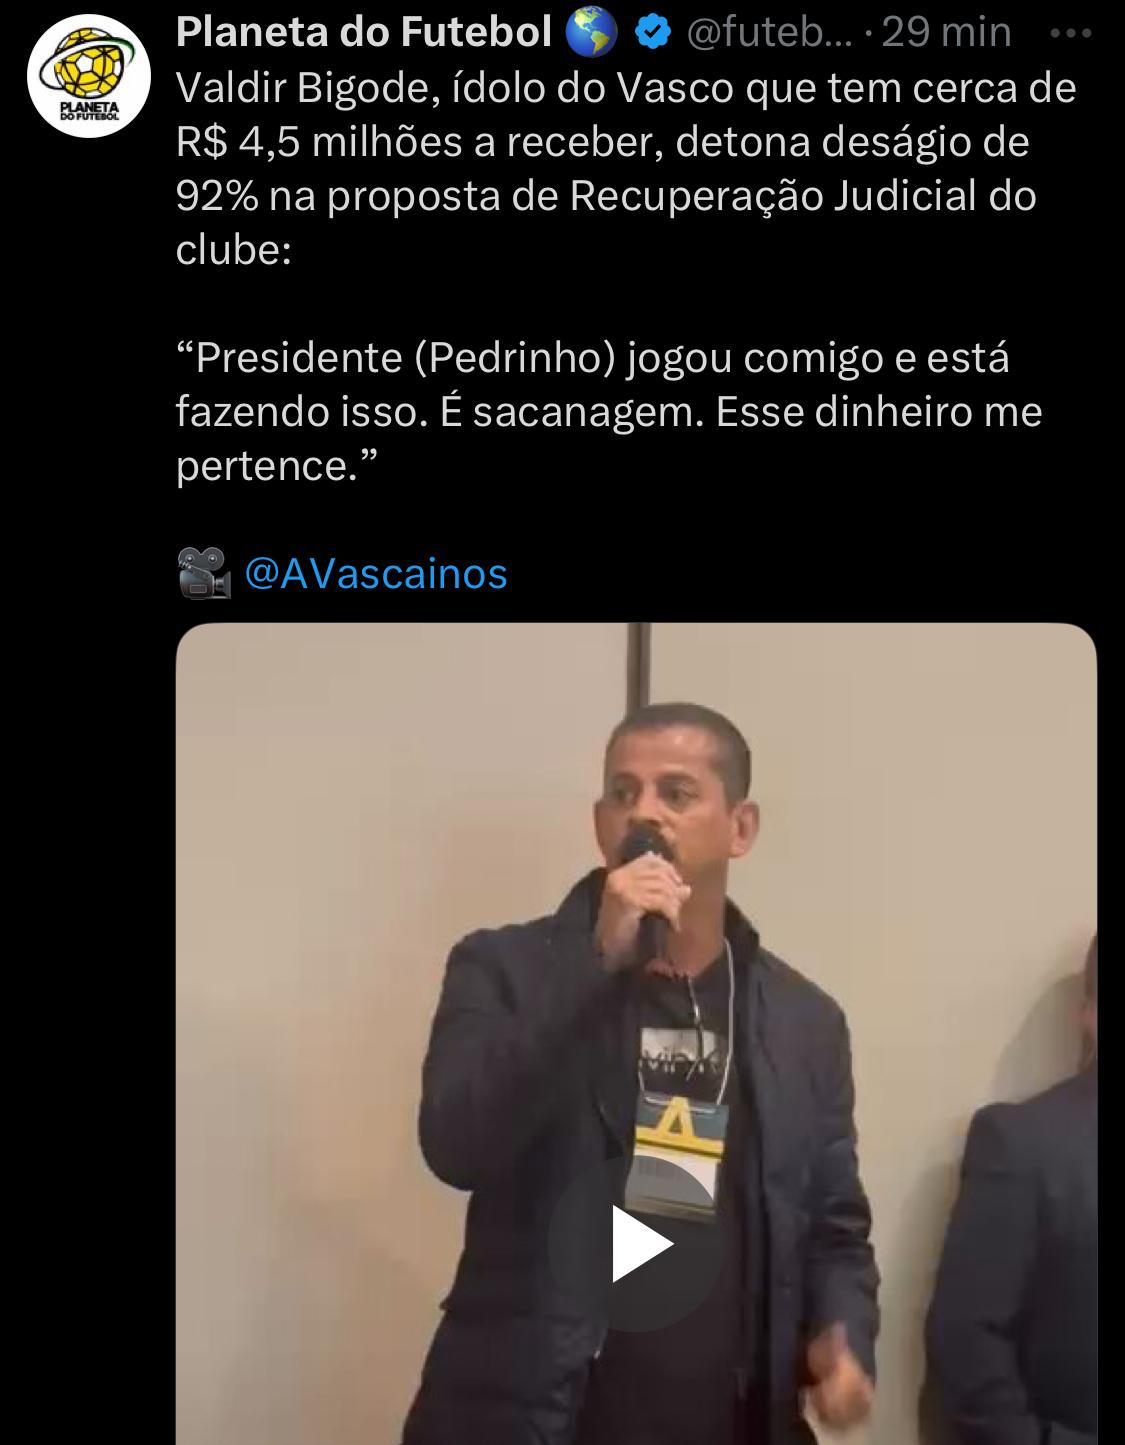 Planeta do Futebol 🌎 @futeb... · 29 min
Valdir Bigode, ídolo do Vasco que tem cerca de
R$ 4,5 milhões a receber, detona deságio de
92% na proposta de Recuperação Judicial do
clube:
“Presidente (Pedrinho) jogou comigo e está
fazendo isso. É sacanagem. Esse dinheiro me
pertence.”
🎥 @AVascainos
PLANETA
DO FUTEBOL